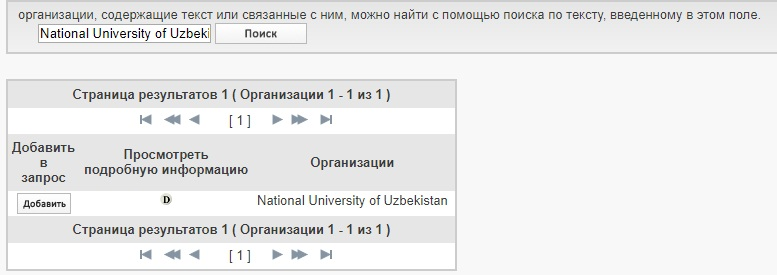 организации, содержащие текст или связанные с ним, можно найти с помощью поиска по тексту, введенному в этом поле.
National University of Uzbeki Поиск
Страница результатов 1 ( Организации 1 - 1 из 1 )
[ 1 ]
Добавить в запрос
Просмотреть подробную информацию
Организации
Добавить D National University of Uzbekistan
Страница результатов 1 ( Организации 1 - 1 из 1 )
[ 1 ]